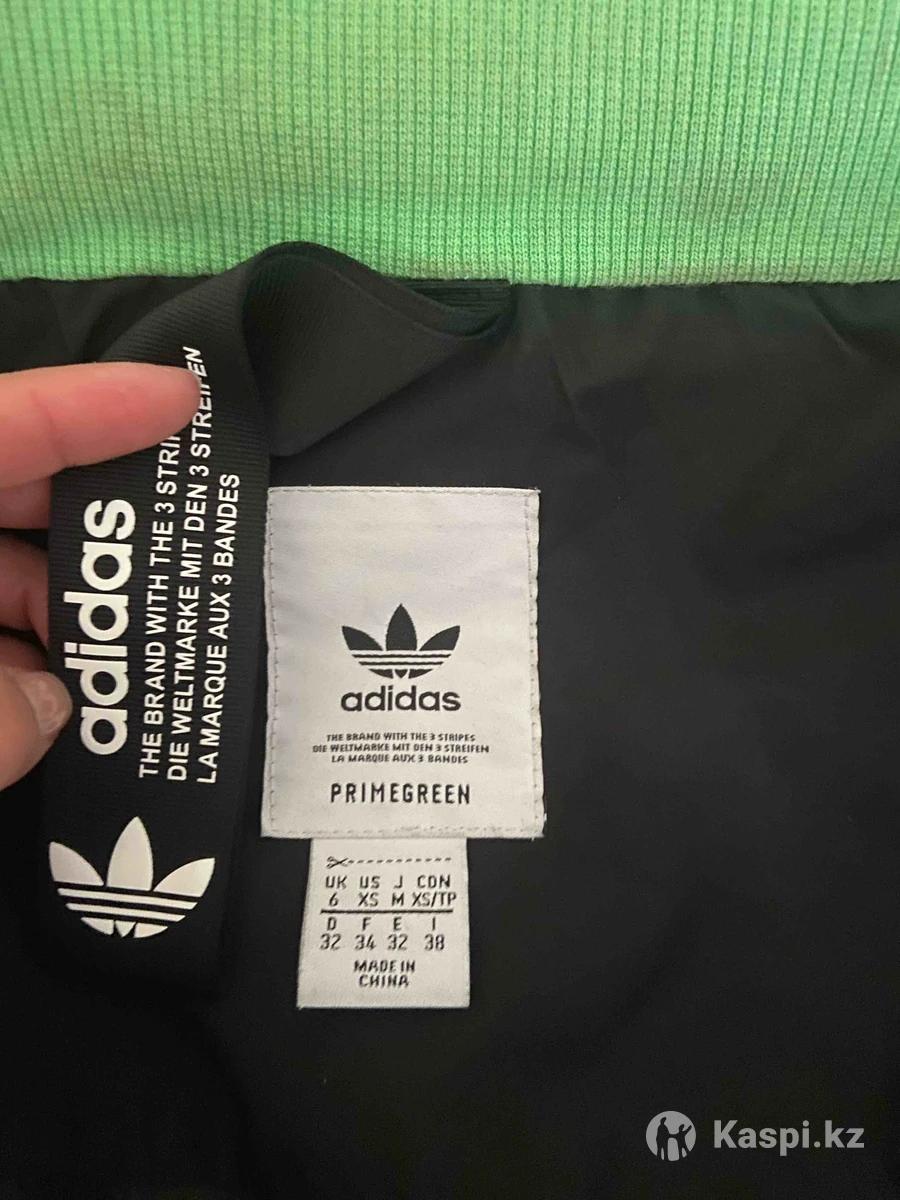 adidas
THE BRAND WITH THE 3
DIE WELTMARKE MIT DEN 3 STREIFEN
LA MARQUE AUX 3 BANDES
adidas
THE BRAND WITH THE 3 STRIPES
DIE WELTMARKE MIT DEN 3 STREIFEN
LA MARQUE AUX 3 BANDES
PRIMEGREEN
UK US J CDN
6 XS M XS/TP
D F E I
32 34 32 38
MADE IN
CHINA
Kaspi.kz